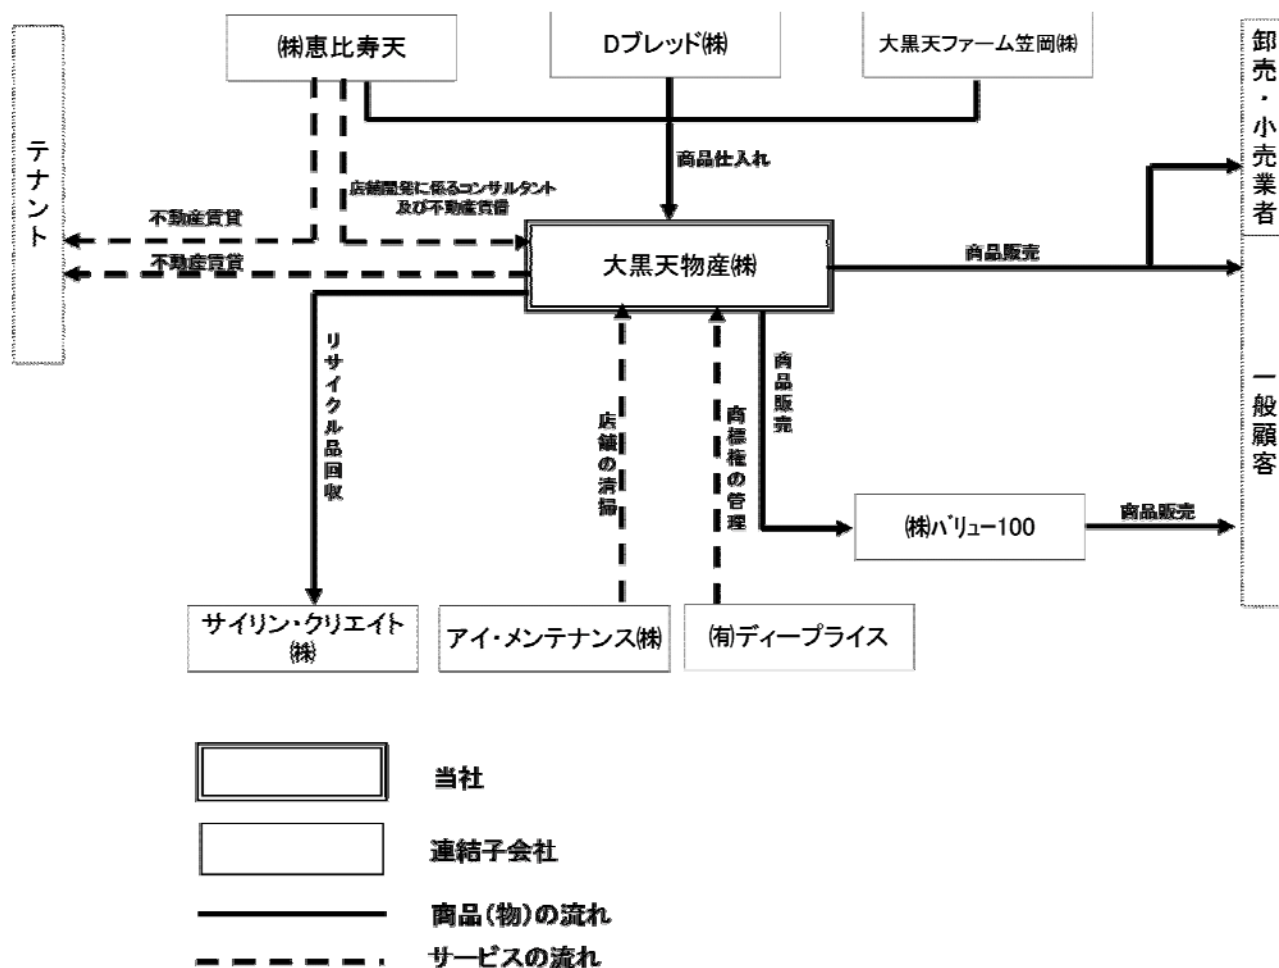 ㈱恵比寿天
Dブレッド㈱
大黒天ファーム笠岡㈱
卸売・小売業者
テナント
商品仕入れ
店舗開発に係るコンサルタント
及び不動産賃借
不動産賃貸
不動産賃貸
大黒天物産㈱
商品販売
リサイクル品回収
店舗の清掃
商標権の管理
商品販売
一般顧客
㈱バリュー100
商品販売
サイリン・クリエイト
㈱
アイ・メンテナンス㈱
㈲ディープライス
当社
連結子会社
商品(物)の流れ
サービスの流れ